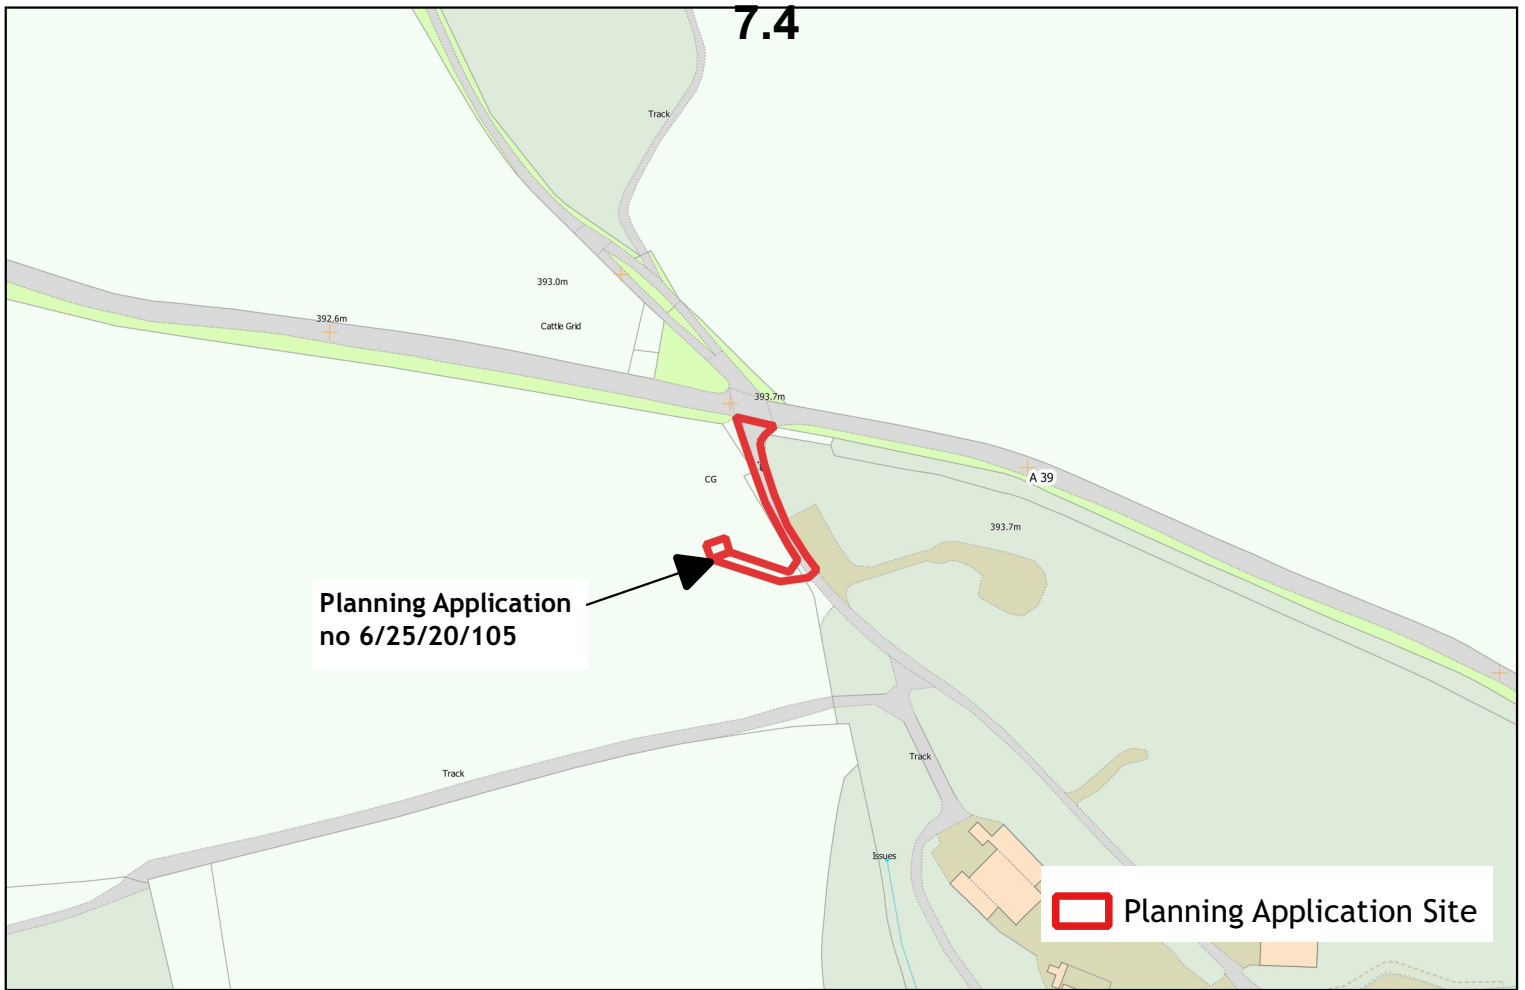 7.4
Track
393.0m
392.6m
Cattle Grid
393.7m
CG
A 39
393.7m
Planning Application
no 6/25/20/105
Track
Track
Issues
Planning Application Site